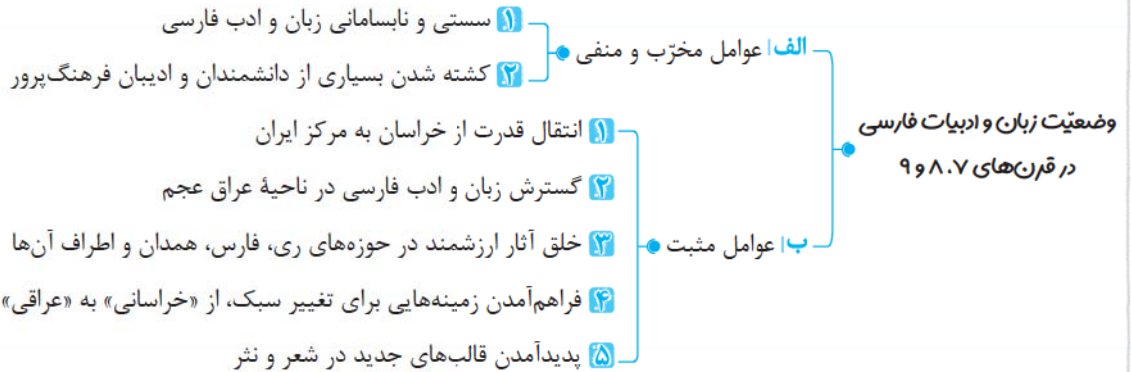 وضعیّت زبان و ادبیات فارسی
در قرن‌های ۷، ۸ و ۹
الف| عوامل مخرّب و منفی
۱ سستی و نابسامانی زبان و ادب فارسی
۲ کشته شدن بسیاری از دانشمندان و ادیبان فرهنگ‌پرور
ب| عوامل مثبت
۱ انتقال قدرت از خراسان به مرکز ایران
۲ گسترش زبان و ادب فارسی در ناحیهٔ عراق عجم
۳ خلق آثار ارزشمند در حوزه‌های ری، فارس، همدان و اطراف آن‌ها
۴ فراهم‌آمدن زمینه‌هایی برای تغییر سبک، از «خراسانی» به «عراقی»
۵ پدیدآمدن قالب‌های جدید در شعر و نثر